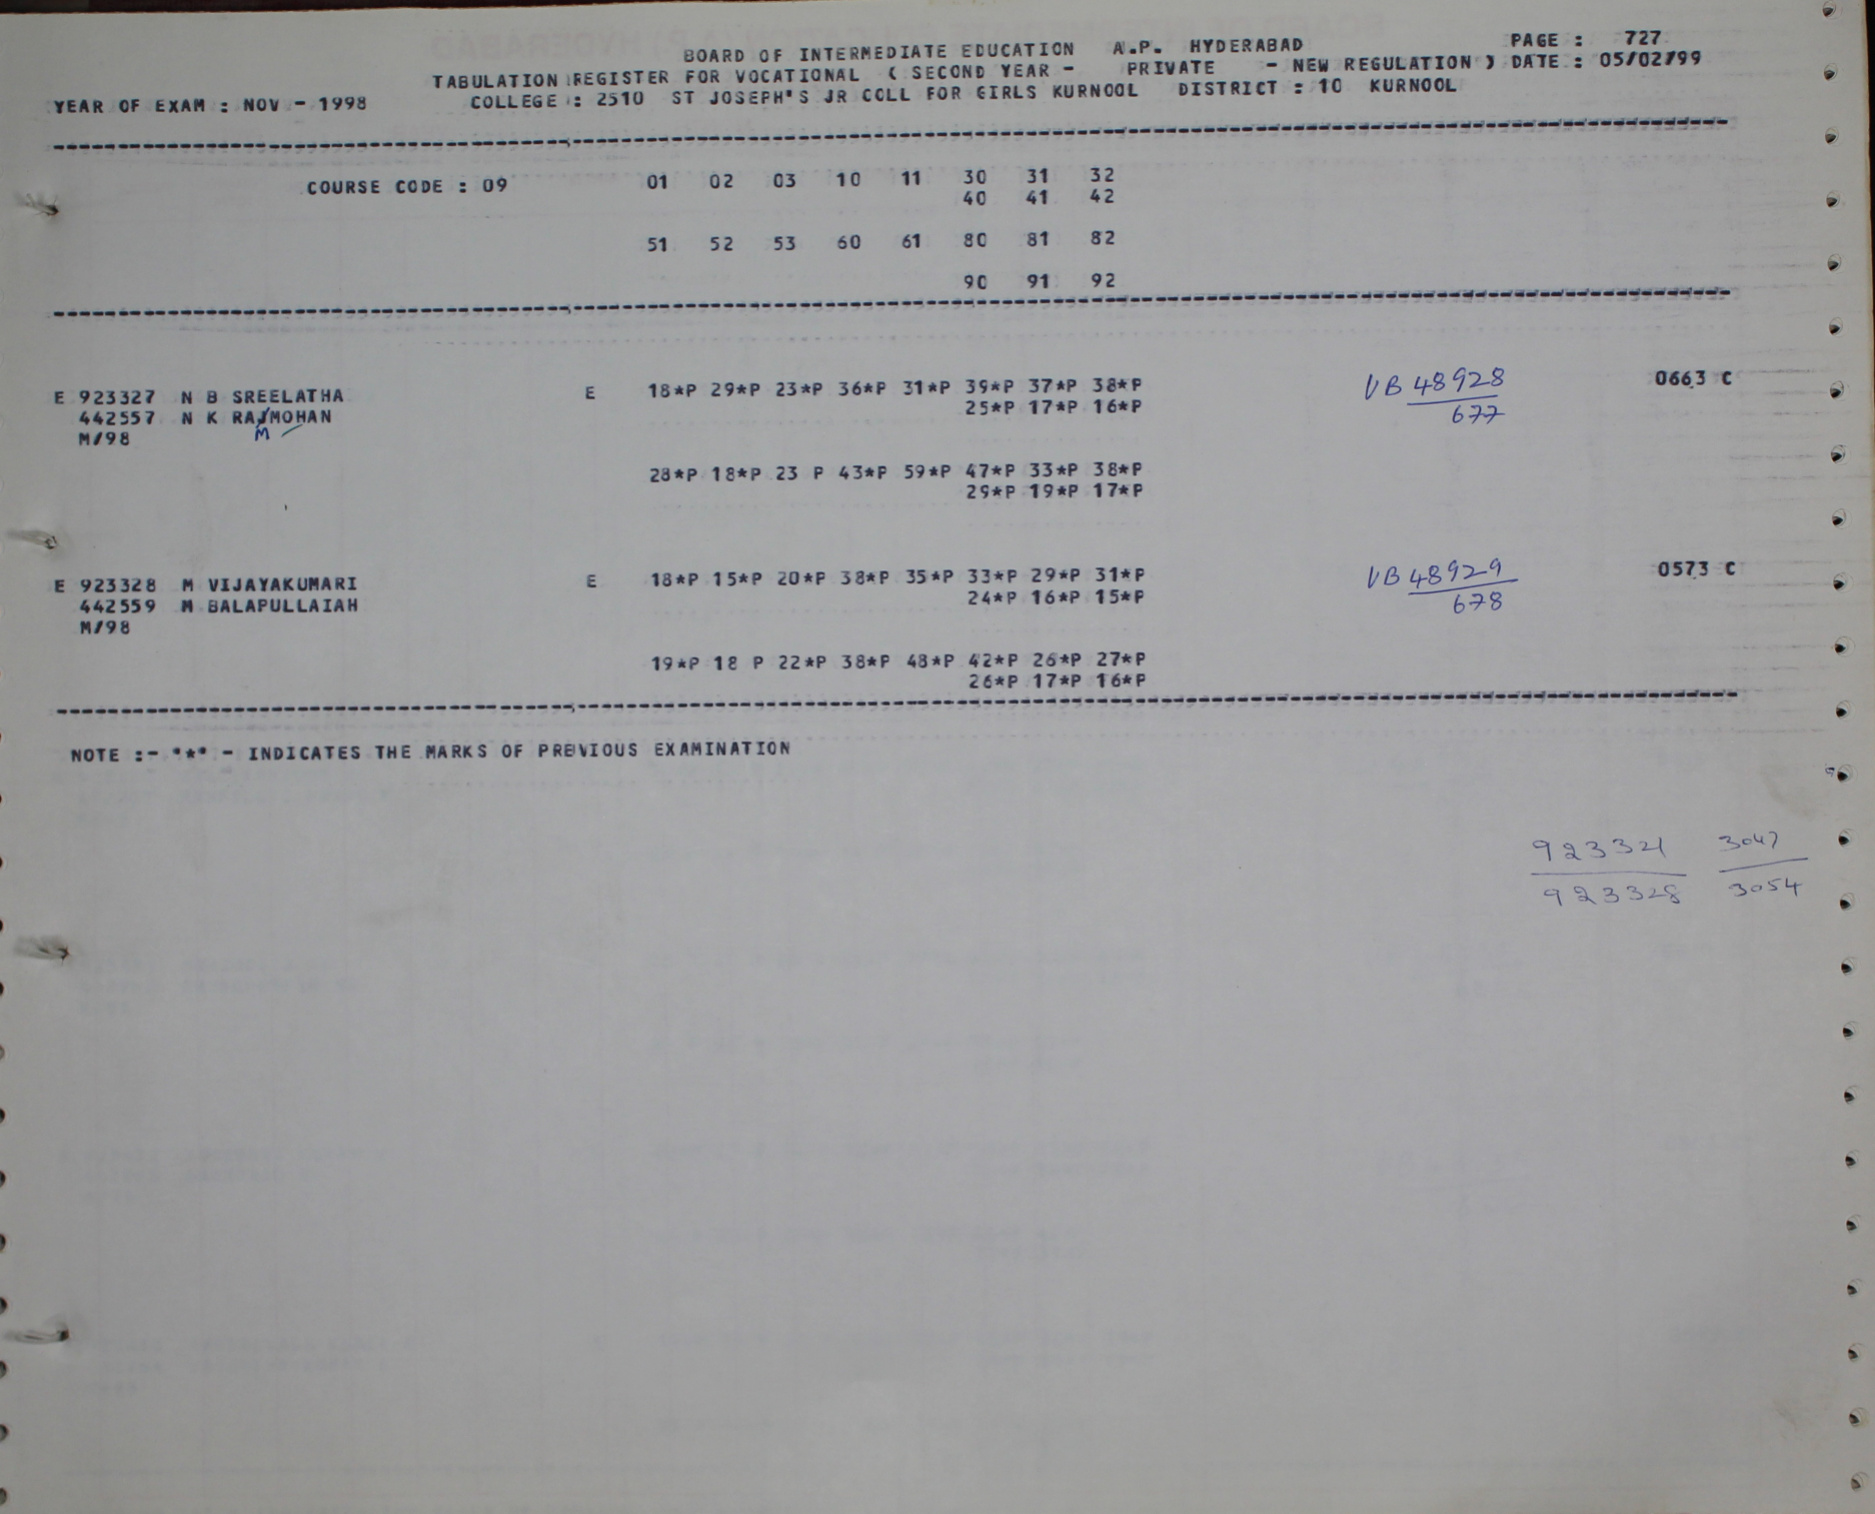 BOARD OF INTERMEDIATE EDUCATION A.P. HYDERABAD PAGE : 727
TABULATION REGISTER FOR VOCATIONAL ( SECOND YEAR - PRIVATE - NEW REGULATION ) DATE : 05/02/99
YEAR OF EXAM : NOV - 1998 COLLEGE : 2510 ST JOSEPH'S JR COLL FOR GIRLS KURNOOL DISTRICT : 10 KURNOOL
COURSE CODE : 09 01 02 03 10 11 30 31 32
40 41 42
51 52 53 60 61 80 81 82
90 91 92
E 923327 N B SREELATHA E 18*P 29*P 23*P 36*P 31*P 39*P 37*P 38*P VB 48928 0663 C
442557 N K RAJMOHAN 25*P 17*P 16*P 677
M/98 M
28*P 18*P 23 P 43*P 59*P 47*P 33*P 38*P
29*P 19*P 17*P
E 923328 M VIJAYAKUMARI E 18*P 15*P 20*P 38*P 35*P 33*P 29*P 31*P VB 48929 0573 C
442559 M BALAPULLAIAH 24*P 16*P 15*P 678
M/98
19*P 18 P 22*P 38*P 48*P 42*P 26*P 27*P
26*P 17*P 16*P
NOTE :- "*" - INDICATES THE MARKS OF PREVIOUS EXAMINATION
923321 3047
923328 3054